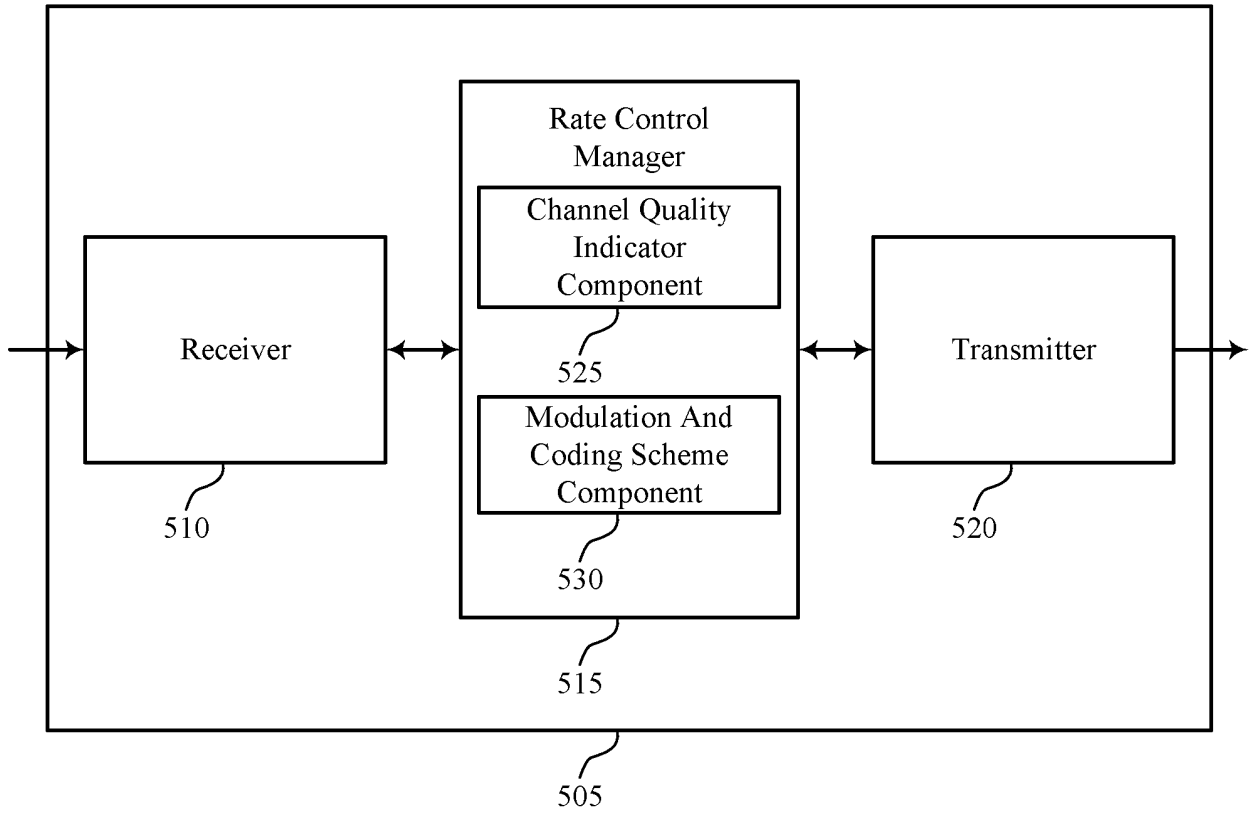 Rate Control
Manager
Channel Quality
Indicator
Component
525
Receiver
510
Modulation And
Coding Scheme
Component
530
515
Transmitter
520
505